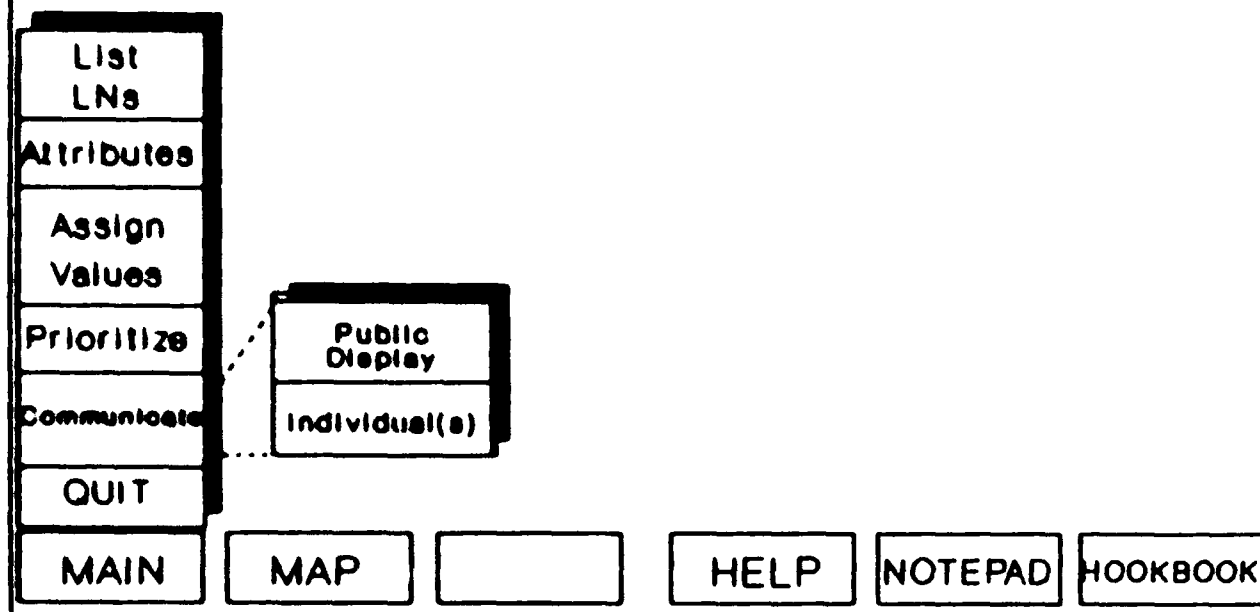 List
LNs
Attributes
Assign
Values
Prioritize
Communicate
Public
Display
Individual(s)
QUIT
MAIN
MAP
HELP
NOTEPAD
HOOKBOOK